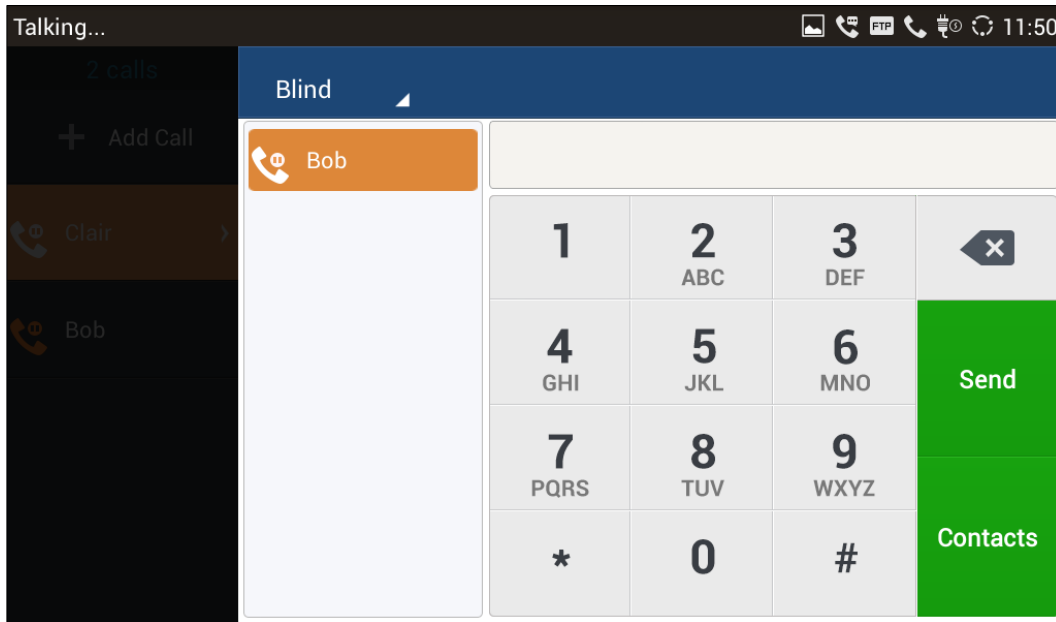 Talking...
FTP
11:50
2 calls
Add Call
Clair
Bob
Blind
Bob
1
2
ABC
3
DEF
4
GHI
5
JKL
6
MNO
Send
7
PQRS
8
TUV
9
WXYZ
*
0
#
Contacts